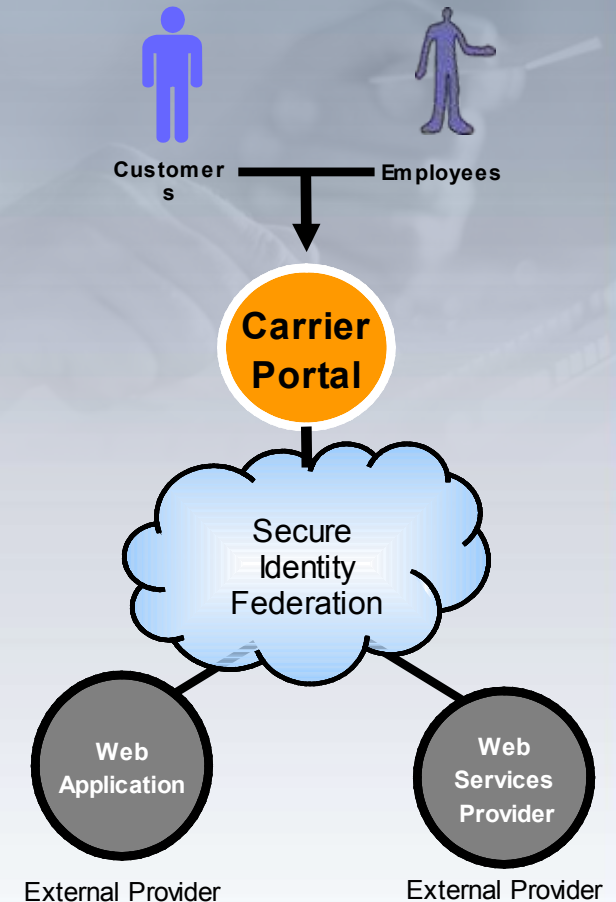 Customer
s
Employees
Carrier
Portal
Secure
Identity
Federation
Web
Application
Web
Services
Provider
External Provider
External Provider